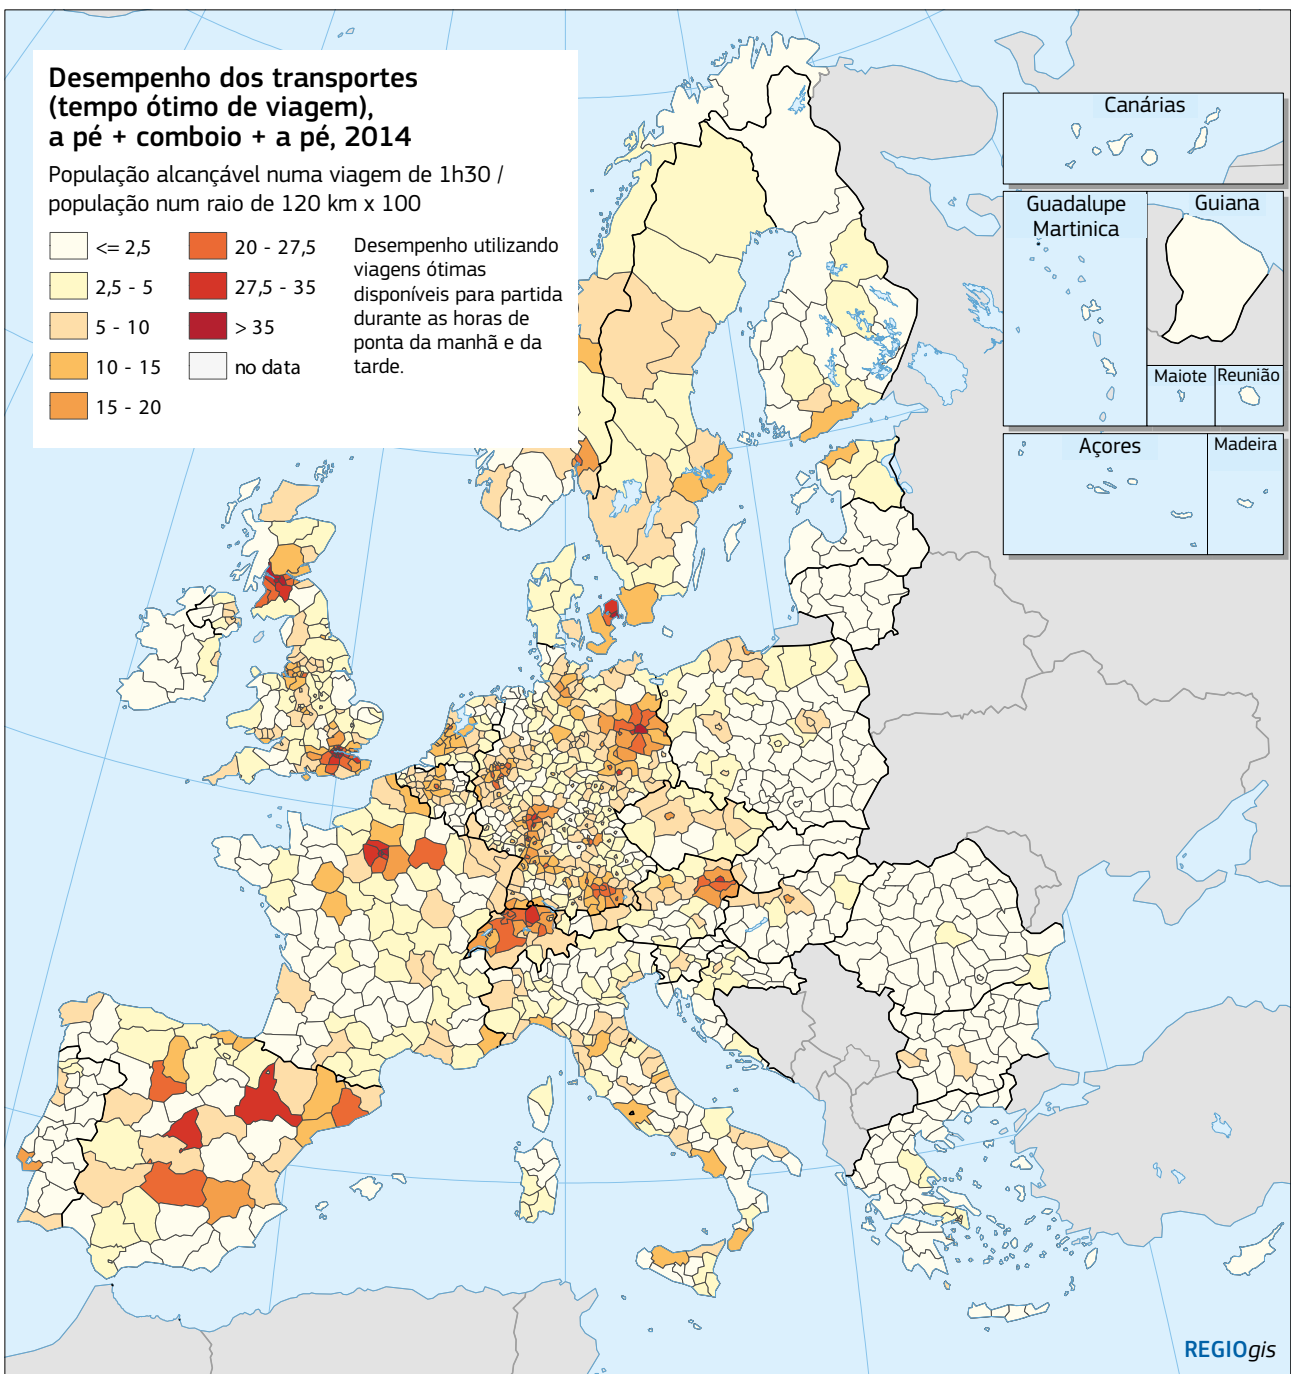 Desempenho dos transportes
(tempo ótimo de viagem),
a pé + comboio + a pé, 2014
População alcançável numa viagem de 1h30 /
população num raio de 120 km x 100
<= 2,5
2,5 - 5
5 - 10
10 - 15
15 - 20
20 - 27,5
27,5 - 35
> 35
no data
Desempenho utilizando
viagens ótimas
disponíveis para partida
durante as horas de
ponta da manhã e da
tarde.
Canárias
Guadalupe
Martinica
Guiana
Maiote
Reunião
Açores
Madeira
REGIOgis